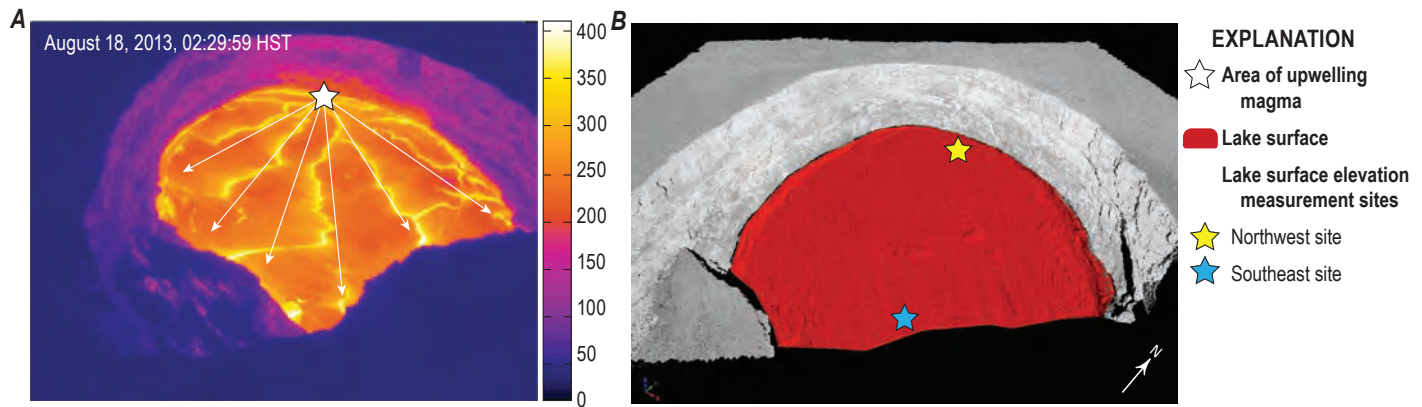 A
August 18, 2013, 02:29:59 HST
400
350
300
250
200
150
100
50
0
B
N
EXPLANATION
Area of upwelling
magma
Lake surface
Lake surface elevation
measurement sites
Northwest site
Southeast site